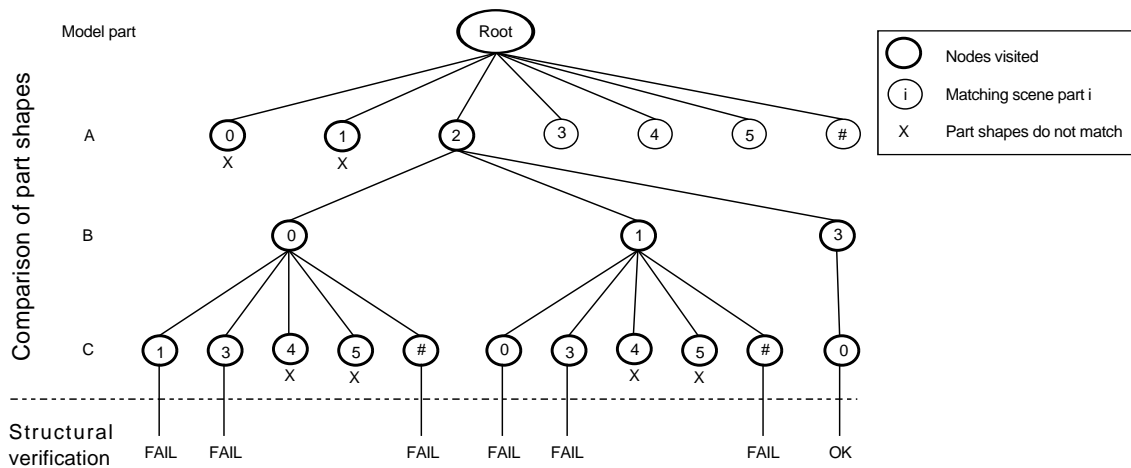 Model part
Root
Nodes visited
i Matching scene part i
X Part shapes do not match
Comparison of part shapes
A 0 1 2 3 4 5 #
X X
B 0 1 3
C 1 3 4 5 # 0 3 4 5 # 0
X X X X
Structural
verification FAIL FAIL FAIL FAIL FAIL FAIL OK